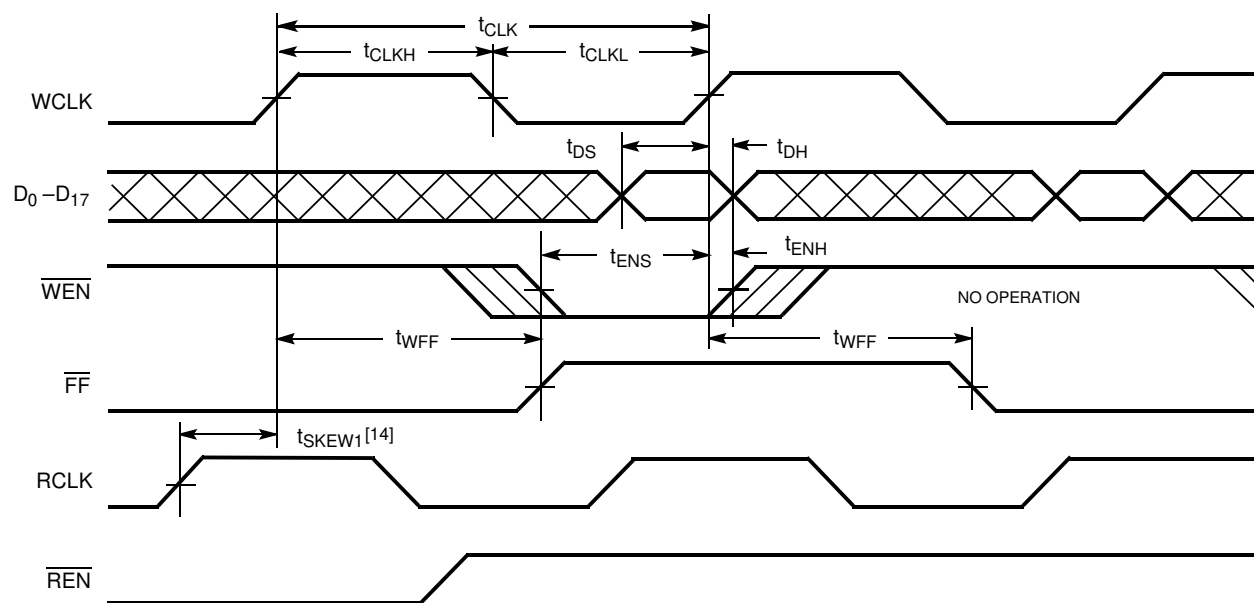 tCLK
tCLKH tCLKL
WCLK
tDS tDH
D0 –D17
tENS tENH
WEN
NO OPERATION
tWFF tWFF
FF
tSKEW1[14]
RCLK
REN